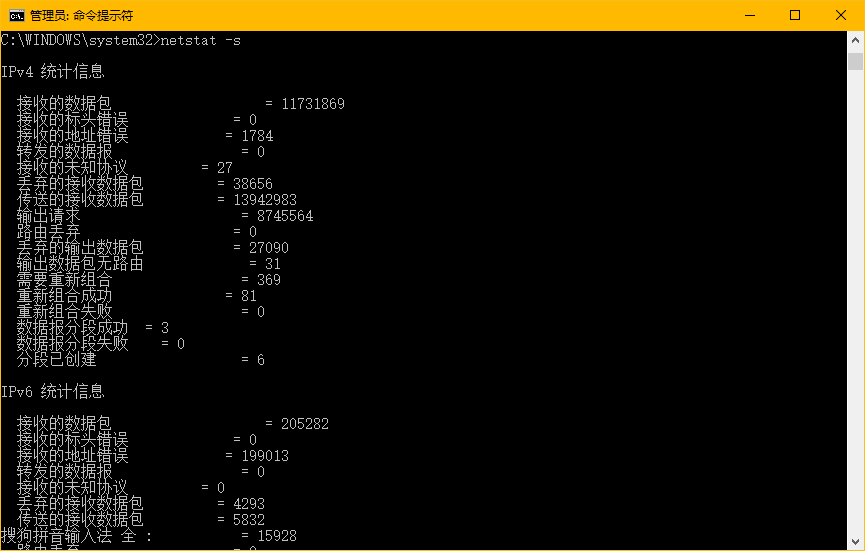 管理员: 命令提示符
C:\WINDOWS\system32>netstat -s
IPv4 统计信息
接收的数据包 = 11731869
接收的标头错误 = 0
接收的地址错误 = 1784
转发的数据报 = 0
接收的未知协议 = 27
丢弃的接收数据包 = 38656
传送的接收数据包 = 13942983
输出请求 = 8745564
路由丢弃 = 0
丢弃的输出数据包 = 27090
输出数据包无路由 = 31
需要重新组合 = 369
重新组合成功 = 81
重新组合失败 = 0
数据报分段成功 = 3
数据报分段失败 = 0
分段已创建 = 6
IPv6 统计信息
接收的数据包 = 205282
接收的标头错误 = 0
接收的地址错误 = 199013
转发的数据报 = 0
接收的未知协议 = 0
丢弃的接收数据包 = 4293
传送的接收数据包 = 5832
搜狗拼音输入法 全 : = 15928
路由丢弃 = 0